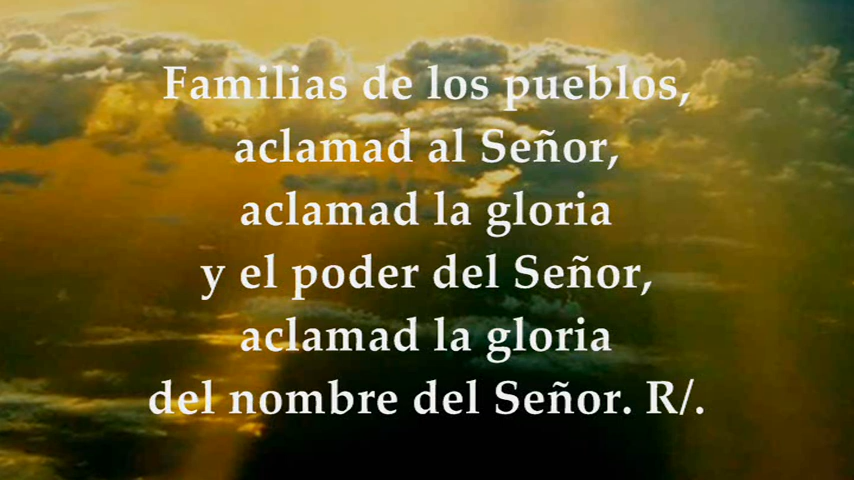 Familias de los pueblos,
aclamad al Señor,
aclamad la gloria
y el poder del Señor,
aclamad la gloria
del nombre del Señor. R/.